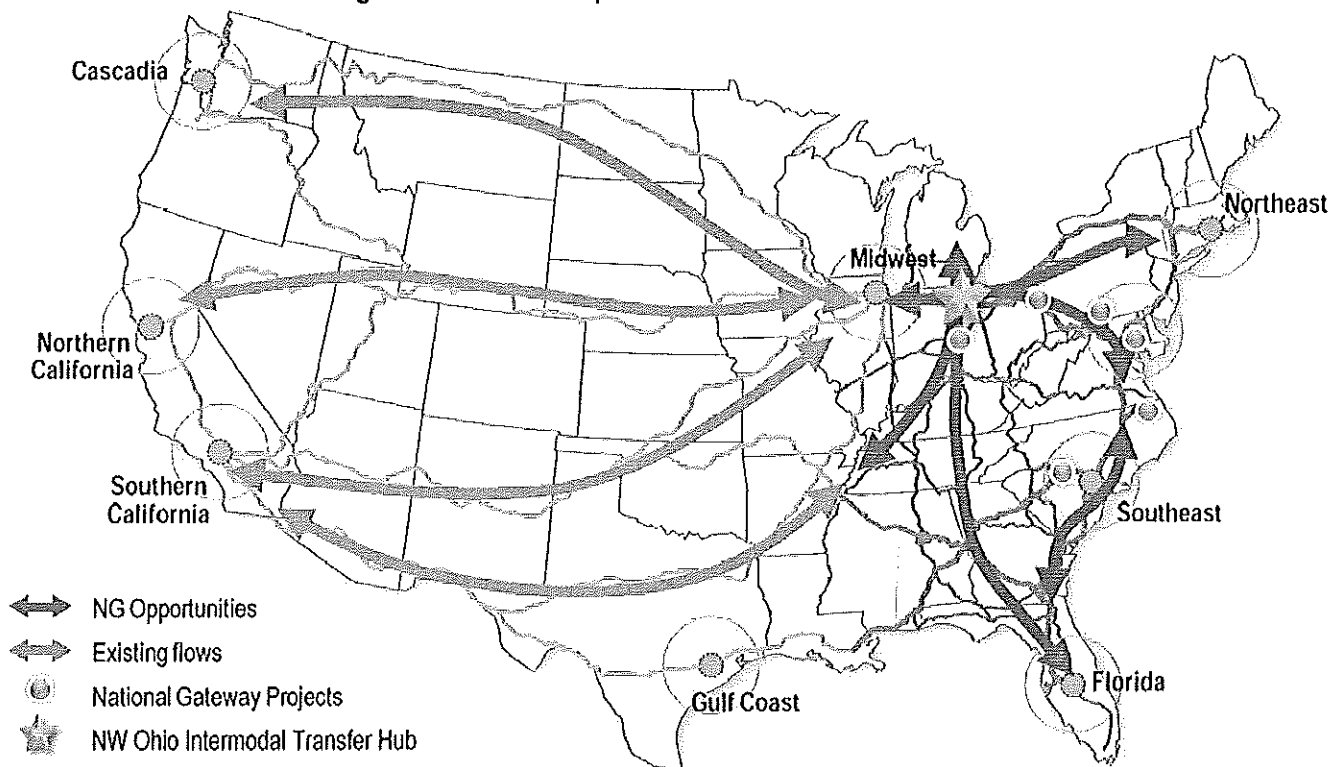 Cascadia
Northeast
Midwest
Northern
California
Southern
California
Southeast
NG Opportunities
Existing flows
National Gateway Projects
NW Ohio Intermodal Transfer Hub
Gulf Coast
Florida